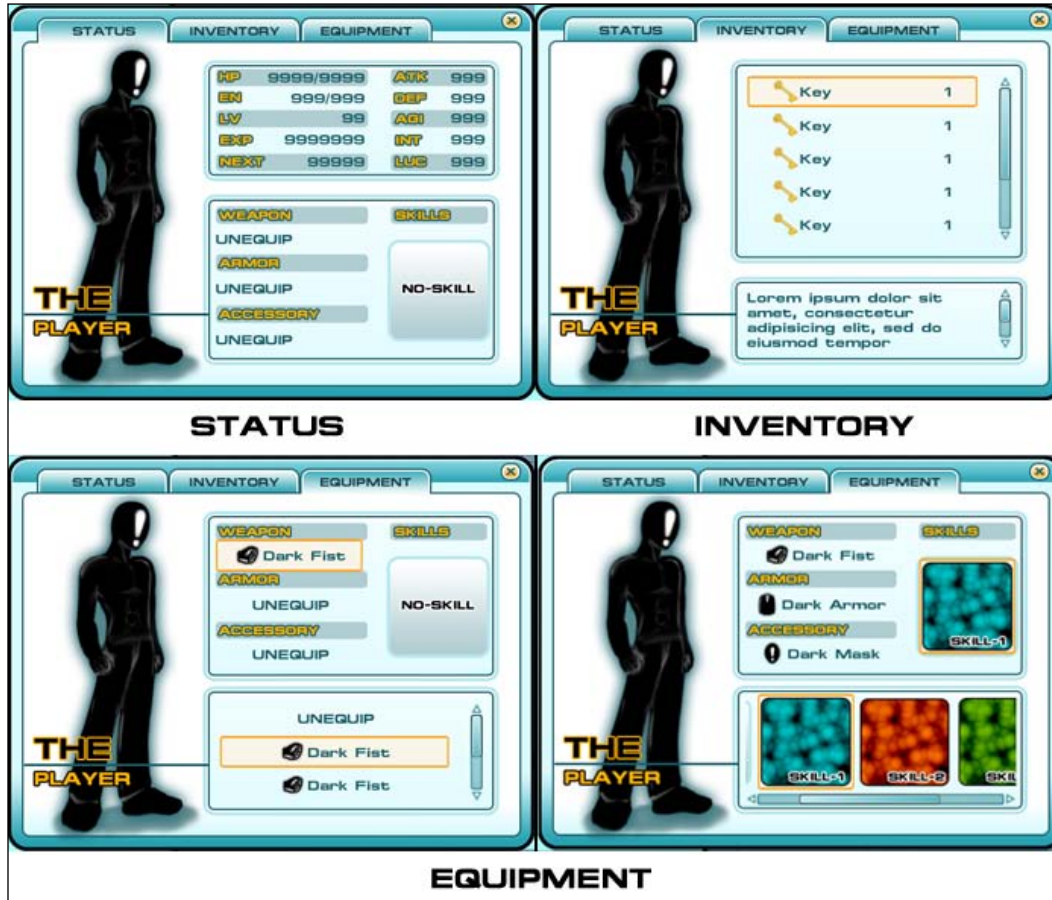 STATUS INVENTORY EQUIPMENT
HP 9999/9999 ATK 999
EN 999/999 DEF 999
LV 99 AGI 999
EXP 9999999 INT 999
NEXT 99999 LUC 999
WEAPON SKILLS
UNEQUIP
ARMOR
UNEQUIP NO-SKILL
ACCESSORY
UNEQUIP
THE
PLAYER
STATUS
STATUS INVENTORY EQUIPMENT
Key 1
Key 1
Key 1
Key 1
Key 1
THE
PLAYER
Lorem ipsum dolor sit
amet, consectetur
adipisicing elit, sed do
eiusmod tempor
INVENTORY
STATUS INVENTORY EQUIPMENT
WEAPON SKILLS
Dark Fist
ARMOR
UNEQUIP NO-SKILL
ACCESSORY
UNEQUIP
UNEQUIP
Dark Fist
Dark Fist
THE
PLAYER
STATUS INVENTORY EQUIPMENT
WEAPON SKILLS
Dark Fist
ARMOR
Dark Armor
ACCESSORY SKILL-1
Dark Mask
THE
PLAYER
SKILL-1 SKILL-2 SKIL
EQUIPMENT